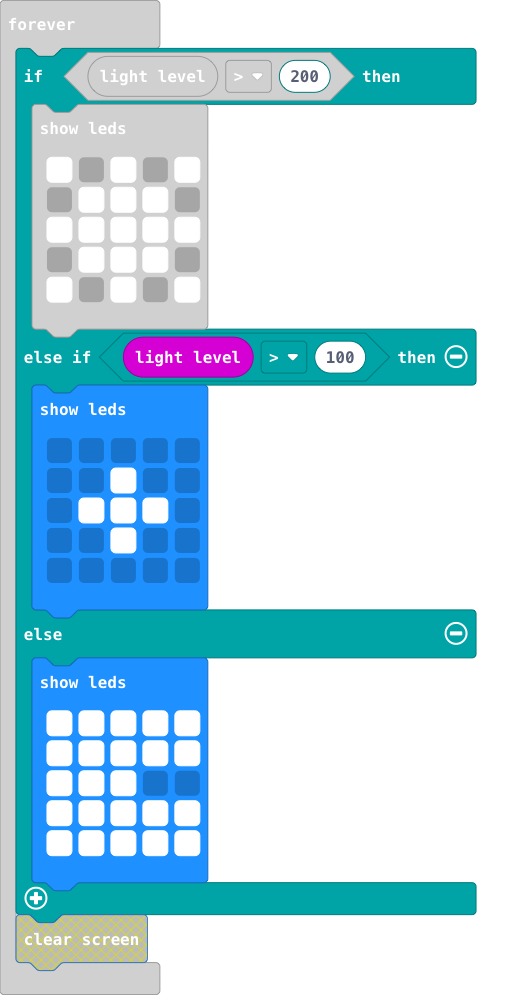 forever
if light level > 200 then
show leds
else if light level > 100 then
show leds
else
show leds
clear screen